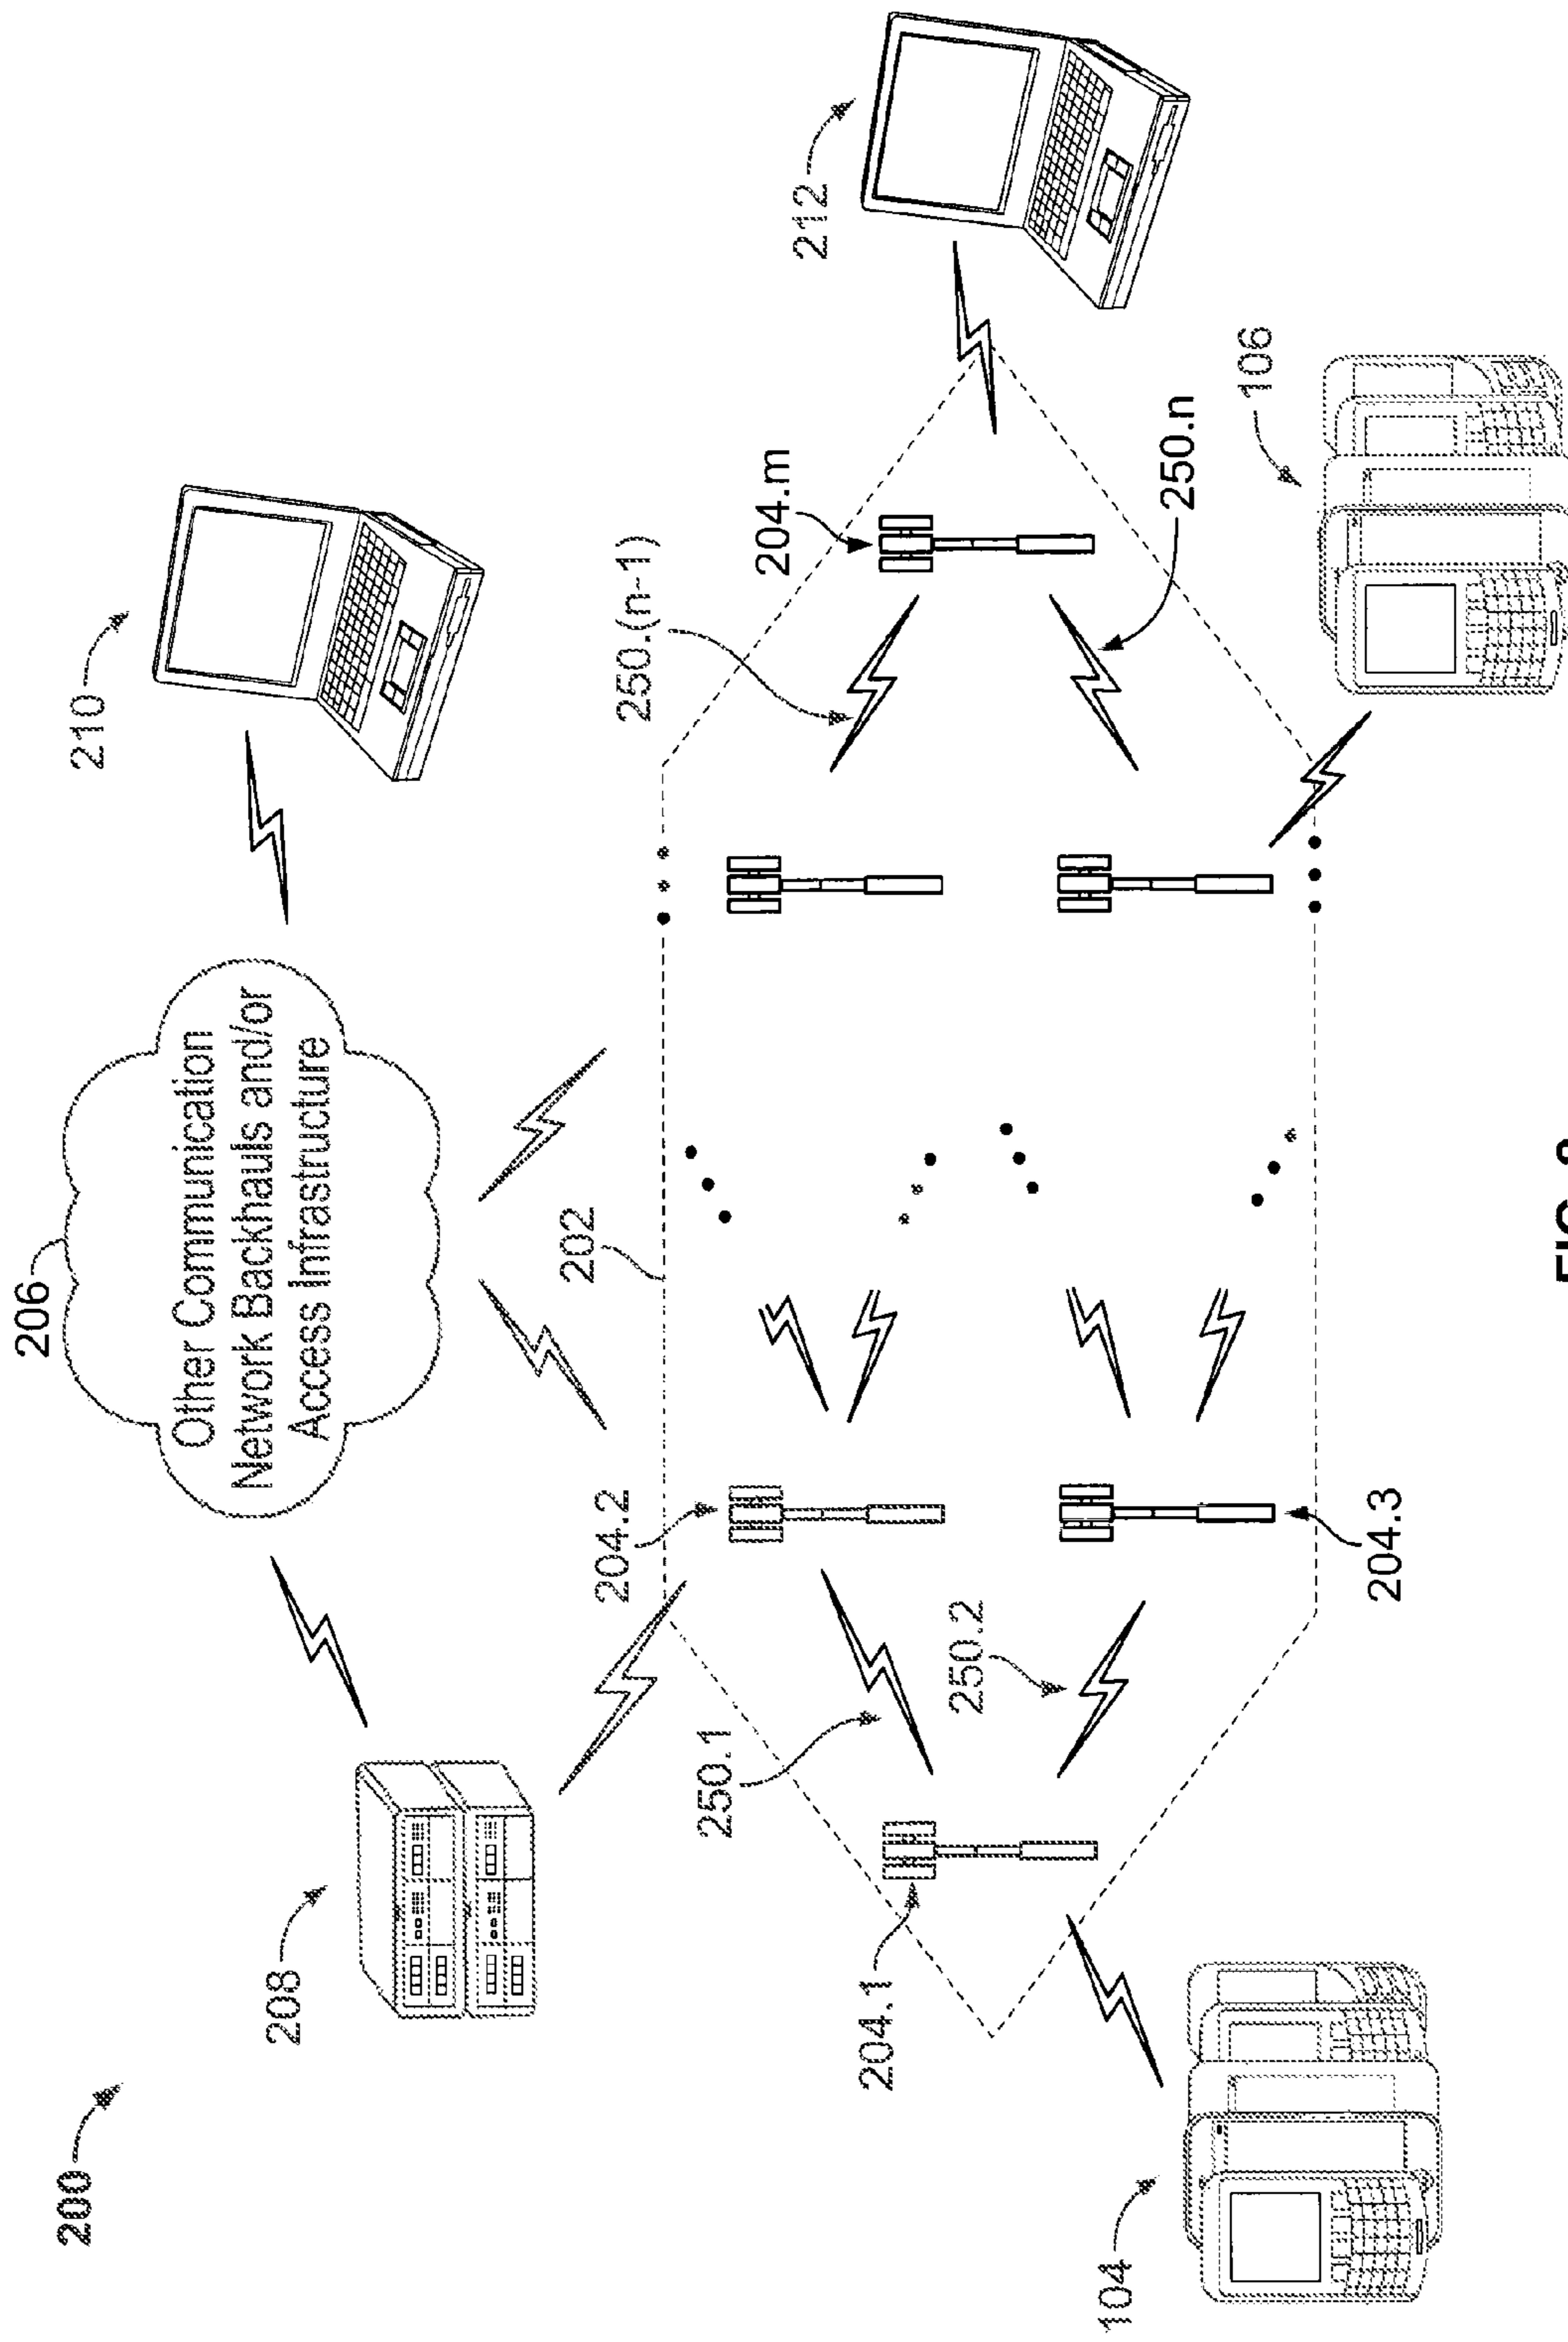 200
206
210
208
Other Communication
Network Backhauls and/or
Access Infrastructure
202
212
204.2
250.(n-1)
204.m
250.1
250.2
204.1
250.n
204.3
106
104